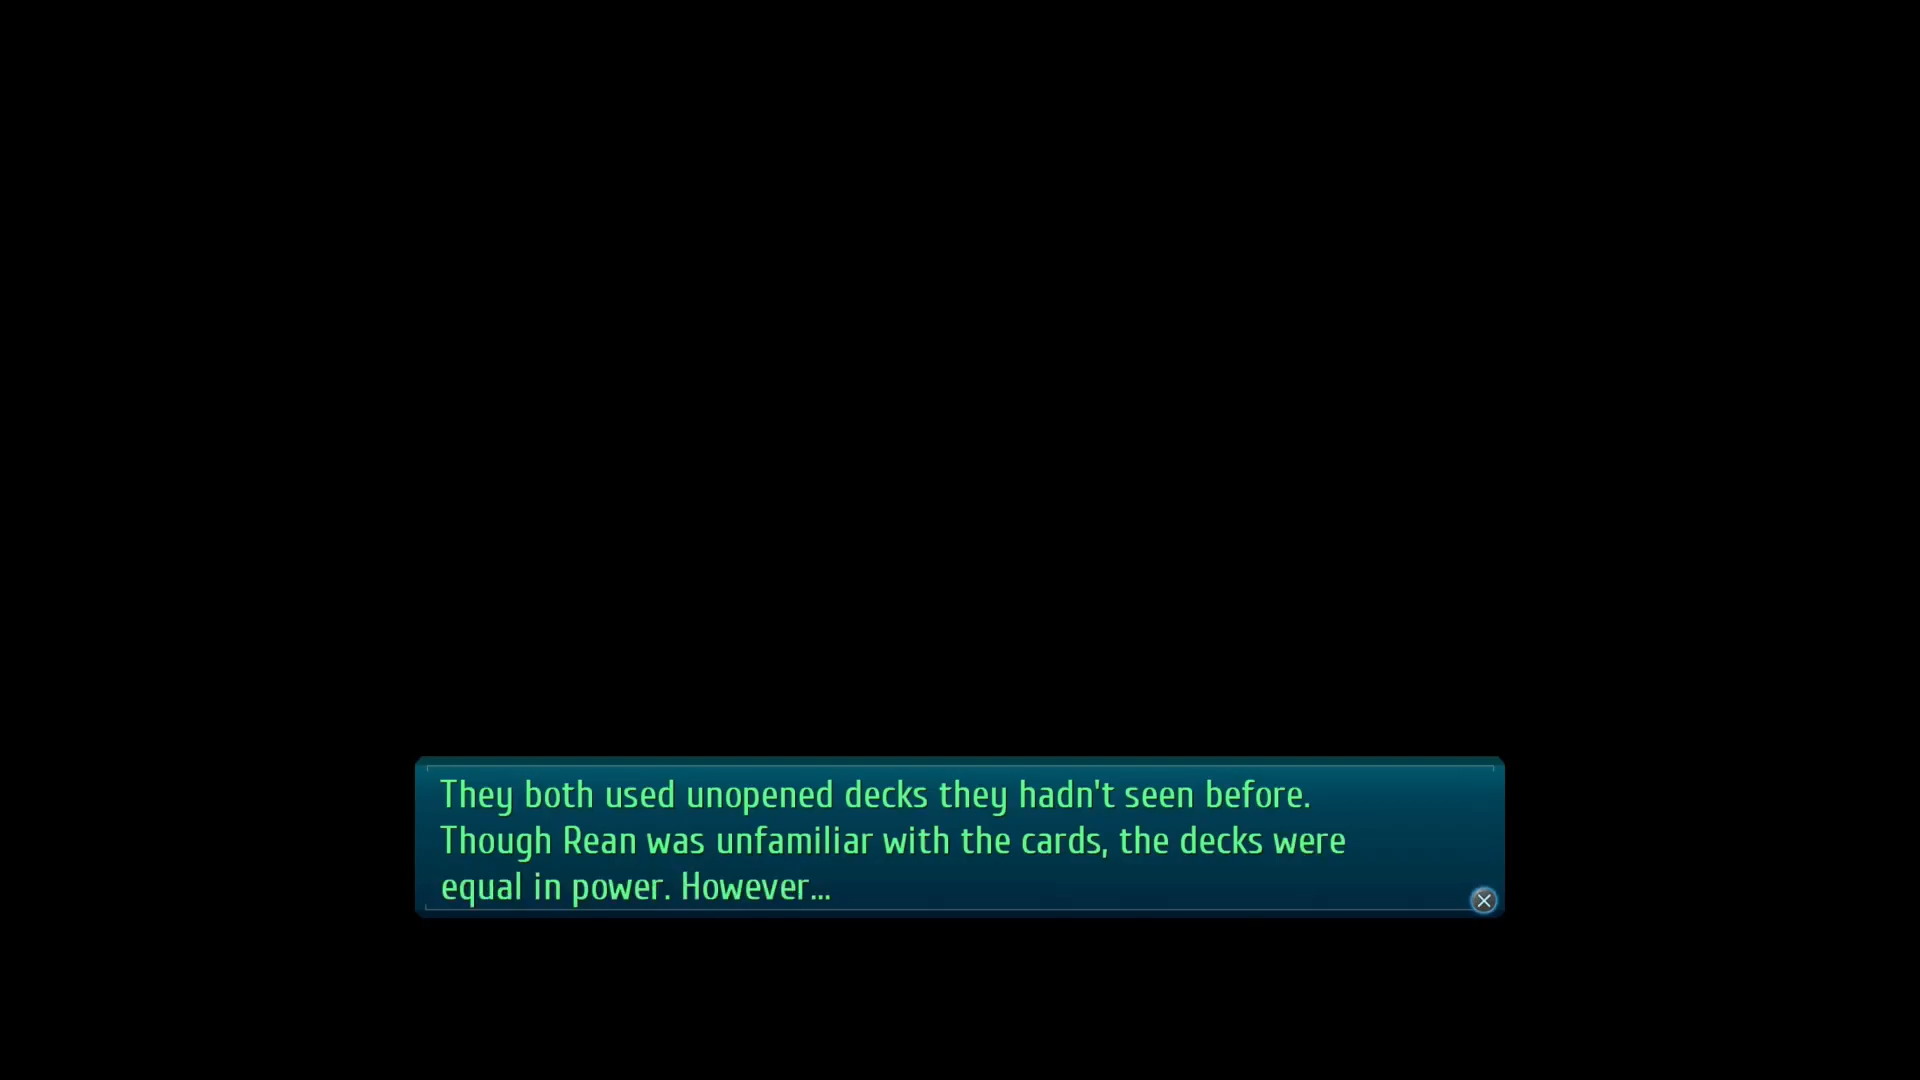 They both used unopened decks they hadn't seen before.
Though Rean was unfamiliar with the cards, the decks were
equal in power. However...